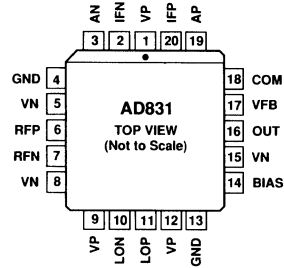 AN IFN VP IFP AP
3 2 1 20 19
GND 4 18 COM
VN 5 17 VFB
RFP 6 16 OUT
RFN 7 15 VN
VN 8 14 BIAS
AD831
TOP VIEW
(Not to Scale)
9 10 11 12 13
VP LON LOP VP GND